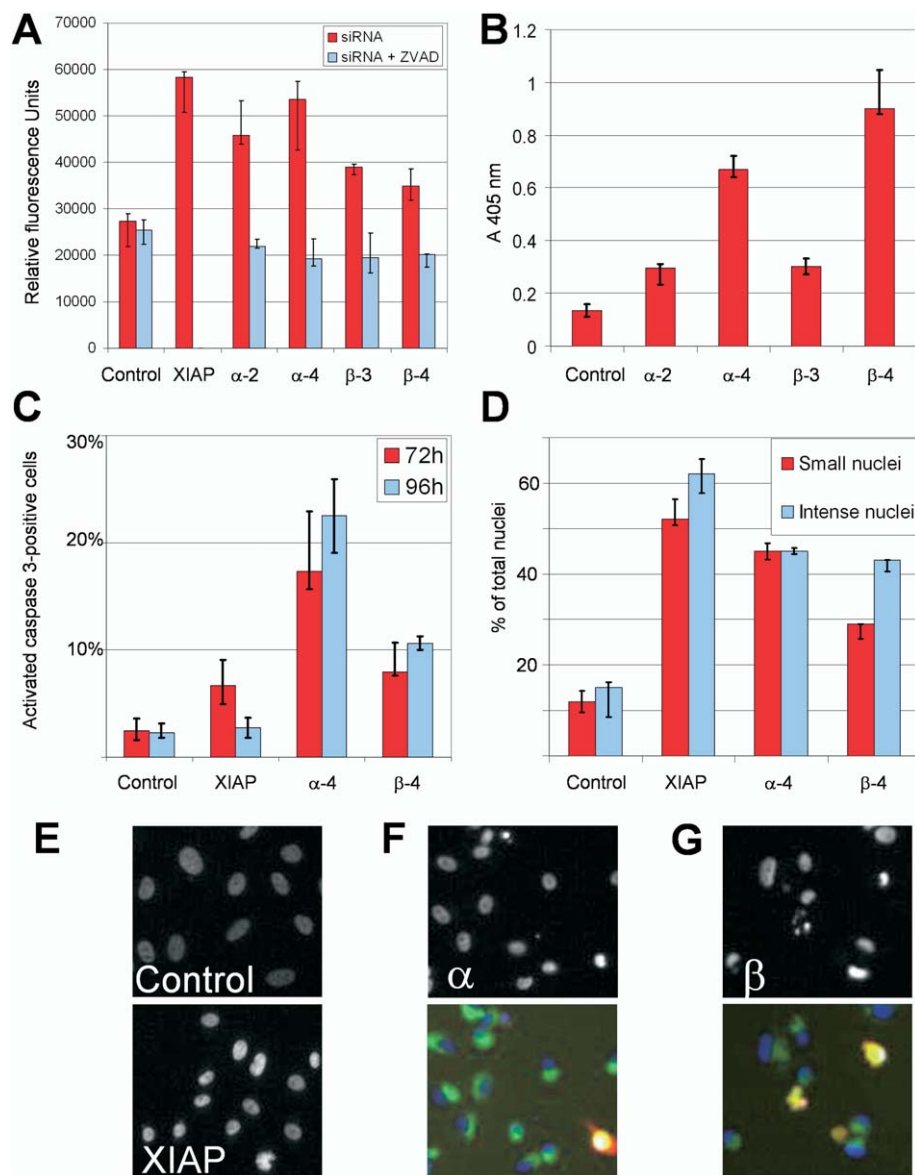 A
Relative fluorescence Units
70000
60000
50000
40000
30000
20000
10000
0
siRNA
siRNA + ZVAD
Control XIAP α-2 α-4 β-3 β-4
B
A 405 nm
1
0.8
0.6
0.4
0.2
0
Control α-2 α-4 β-3 β-4
C
Activated caspase 3-positive cells
30%
20%
10%
72h
96h
Control XIAP α-4 β-4
D
% of total nuclei
60
40
20
Small nuclei
Intense nuclei
Control XIAP α-4 β-4
E
Control
XIAP
F
α
G
β